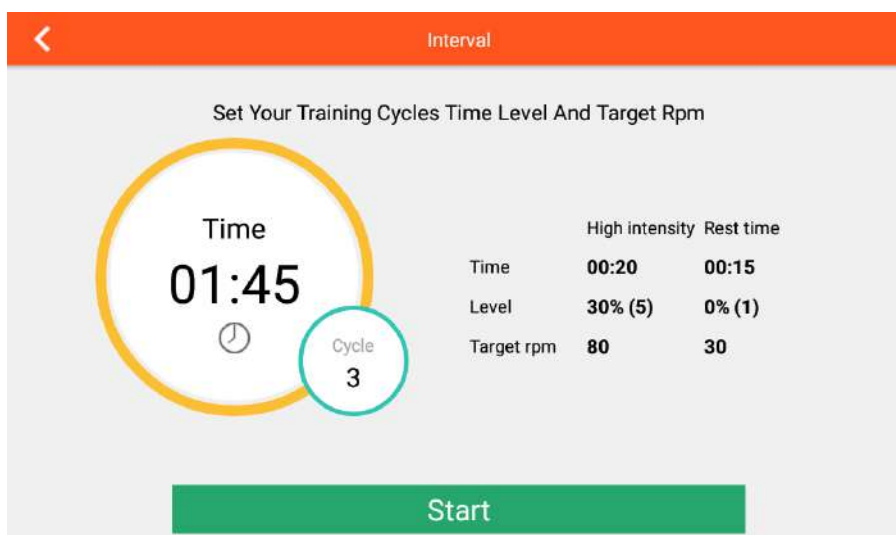 Interval
Set Your Training Cycles Time Level And Target Rpm
Time
01:45
Cycle
3
High intensity Rest time
Time 00:20 00:15
Level 30% (5) 0% (1)
Target rpm 80 30
Start